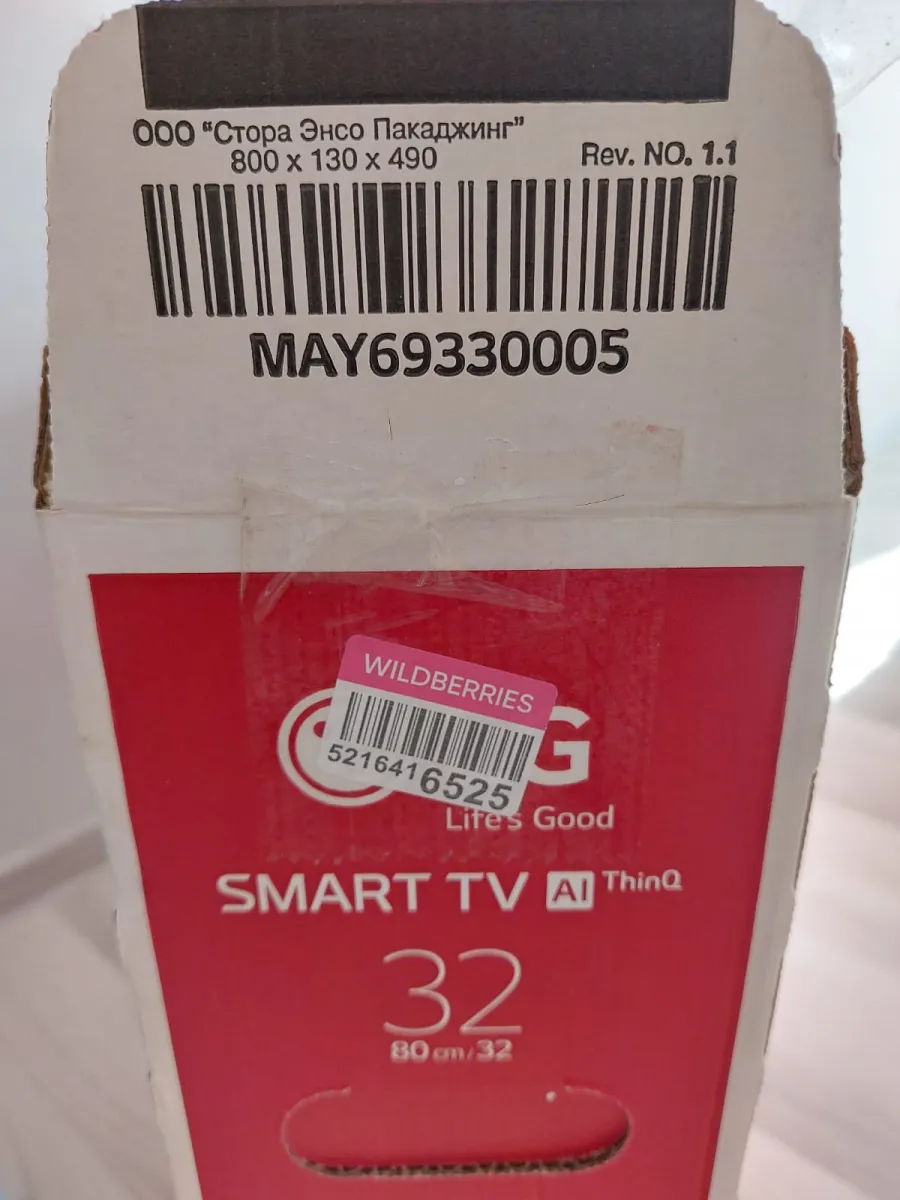 ООО "Стора Энсо Пакаджинг"
800 x 130 x 490
Rev. NO. 1.1
MAY69330005
WILDBERRIES
5216416525
G
Life's Good
SMART TV AI ThinQ
32
80 cm / 32